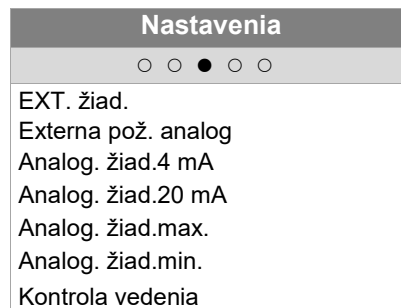 Nastavenia
EXT. žiad.
Externa pož. analog
Analog. žiad.4 mA
Analog. žiad.20 mA
Analog. žiad.max.
Analog. žiad.min.
Kontrola vedenia